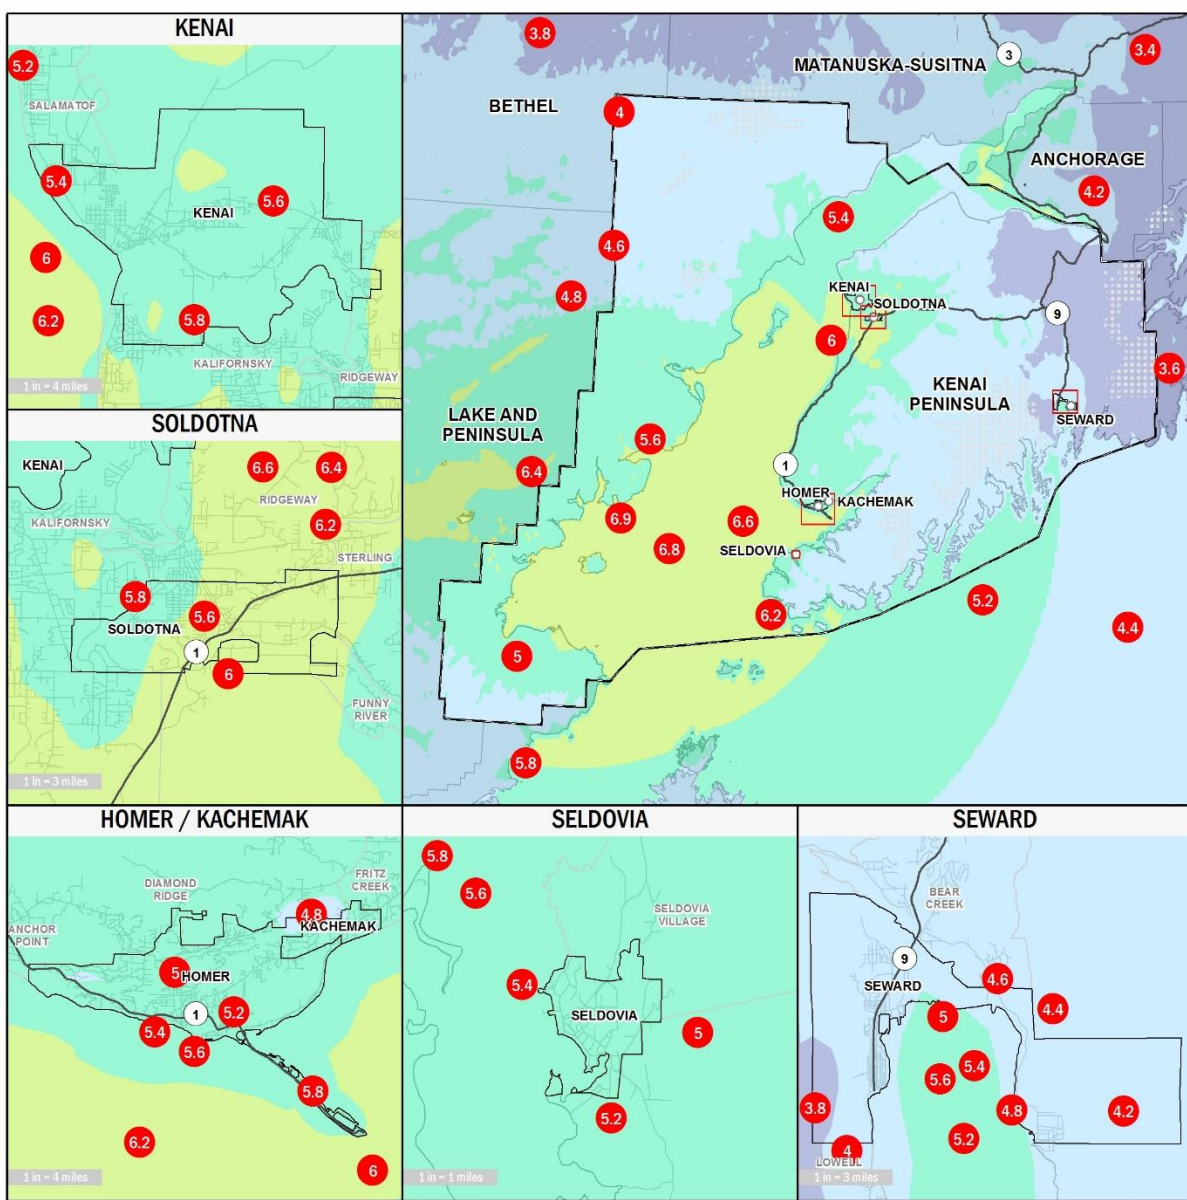 KENAI
5.2
SALAMATOF
5.4
5.6
KENAI
6
6.2
5.8
KALIFORNSKY
RIDGEWAY
1 in = 4 miles
3.8
3.4
3
MATANUSKA-SUSITNA
BETHEL
4
ANCHORAGE
4.2
5.4
4.6
4.8
KENAI
SOLDOTNA
9
6
3.6
KENAI
PENINSULA
LAKE AND
PENINSULA
SEWARD
5.6
1
6.4
HOMER
KACHEMAK
6.9
6.6
6.8
SELDOVIA
5.2
6.2
4.4
5
5.8
SOLDOTNA
KENAI
6.6
6.4
RIDGEWAY
KALIFORNSKY
6.2
STERLING
5.8
5.6
SOLDOTNA
1
6
FUNNY
RIVER
1 in = 3 miles
HOMER / KACHEMAK
DIAMOND
RIDGE
FRITZ
CREEK
4.8
KACHEMAK
ANCHOR
POINT
5
HOMER
1
5.2
5.4
5.6
5.8
6.2
6
1 in = 4 miles
SELDOVIA
5.8
5.6
SELDOVIA
VILLAGE
5.4
SELDOVIA
5
5.2
1 in = 1 miles
SEWARD
BEAR
CREEK
9
SEWARD
4.6
4.4
5
5.4
5.6
3.8
4.8
4.2
5.2
4
LOWELL
1 in = 3 miles